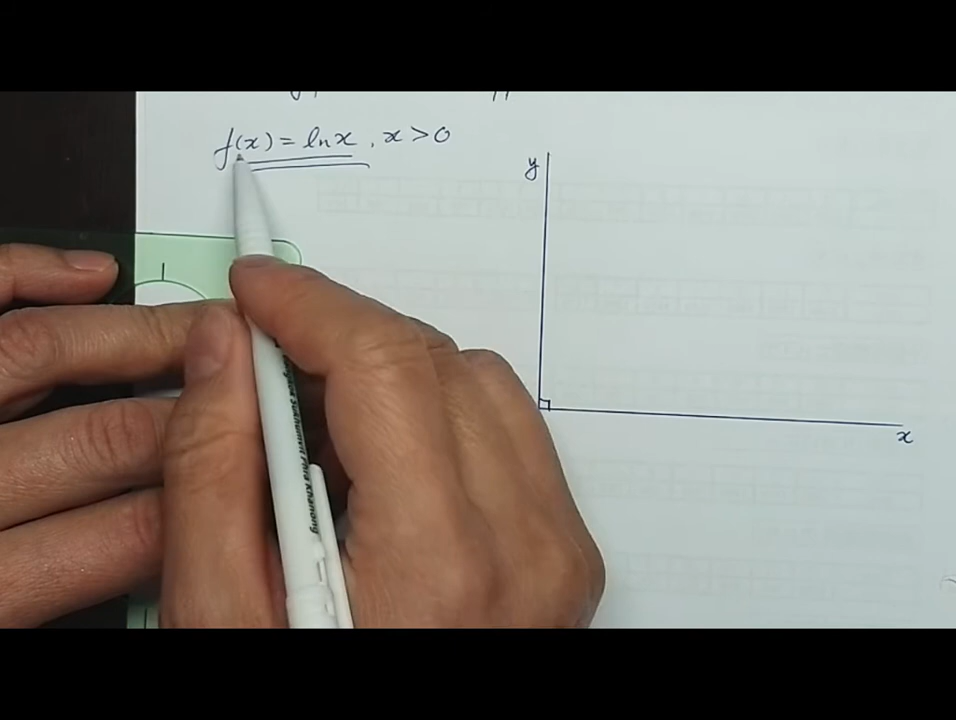 f(x) = ln x , x > 0
y
x